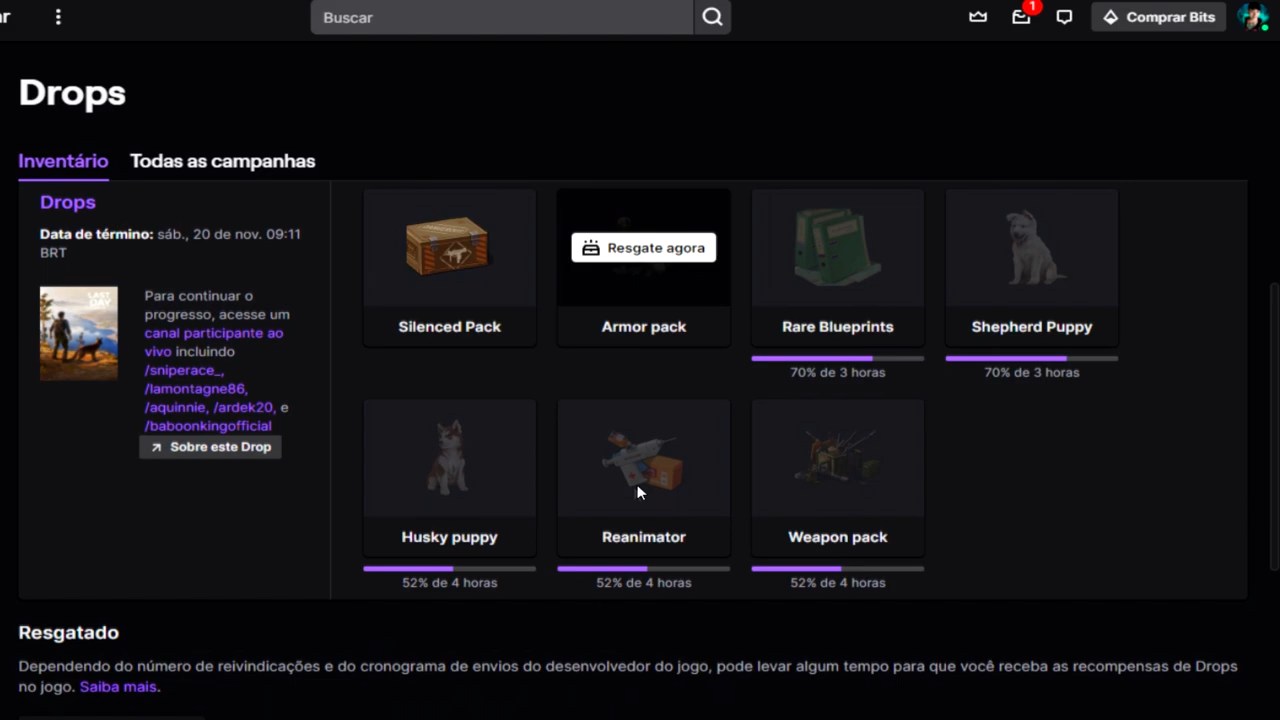 ar
Buscar
1
Comprar Bits
Drops
Inventário
Todas as campanhas
Drops
Data de término: sáb., 20 de nov. 09:11
BRT
LAST
DAY
Para continuar o
progresso, acesse um
canal participante ao
vivo incluindo
/sniperace_,
/lamontagne86,
/aquinnie, /ardek20, e
/baboonkingofficial
Sobre este Drop
Silenced Pack
Resgate agora
Armor pack
Rare Blueprints
70% de 3 horas
Shepherd Puppy
70% de 3 horas
Husky puppy
52% de 4 horas
Reanimator
52% de 4 horas
Weapon pack
52% de 4 horas
Resgatado
Dependendo do número de reivindicações e do cronograma de envios do desenvolvedor do jogo, pode levar algum tempo para que você receba as recompensas de Drops
no jogo. Saiba mais.